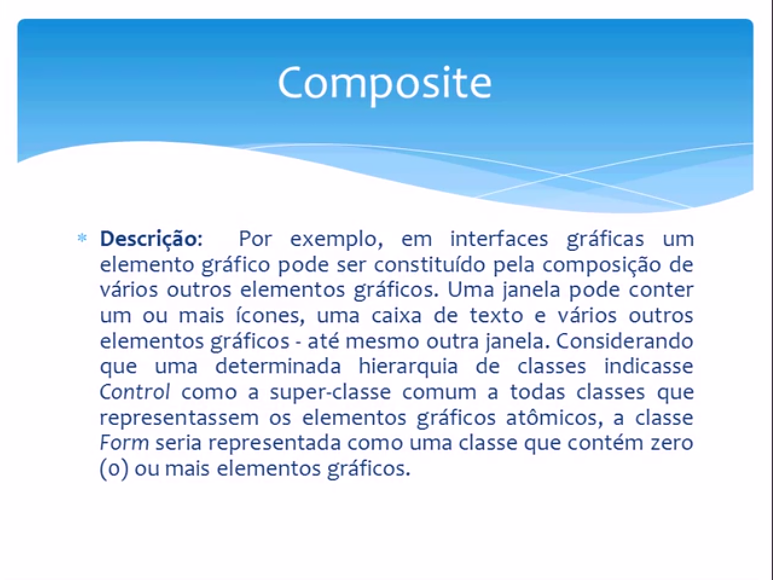 Composite
Descrição: Por exemplo, em interfaces gráficas um
elemento gráfico pode ser constituído pela composição de
vários outros elementos gráficos. Uma janela pode conter
um ou mais ícones, uma caixa de texto e vários outros
elementos gráficos - até mesmo outra janela. Considerando
que uma determinada hierarquia de classes indicasse
Control como a super-classe comum a todas classes que
representassem os elementos gráficos atômicos, a classe
Form seria representada como uma classe que contém zero
(0) ou mais elementos gráficos.